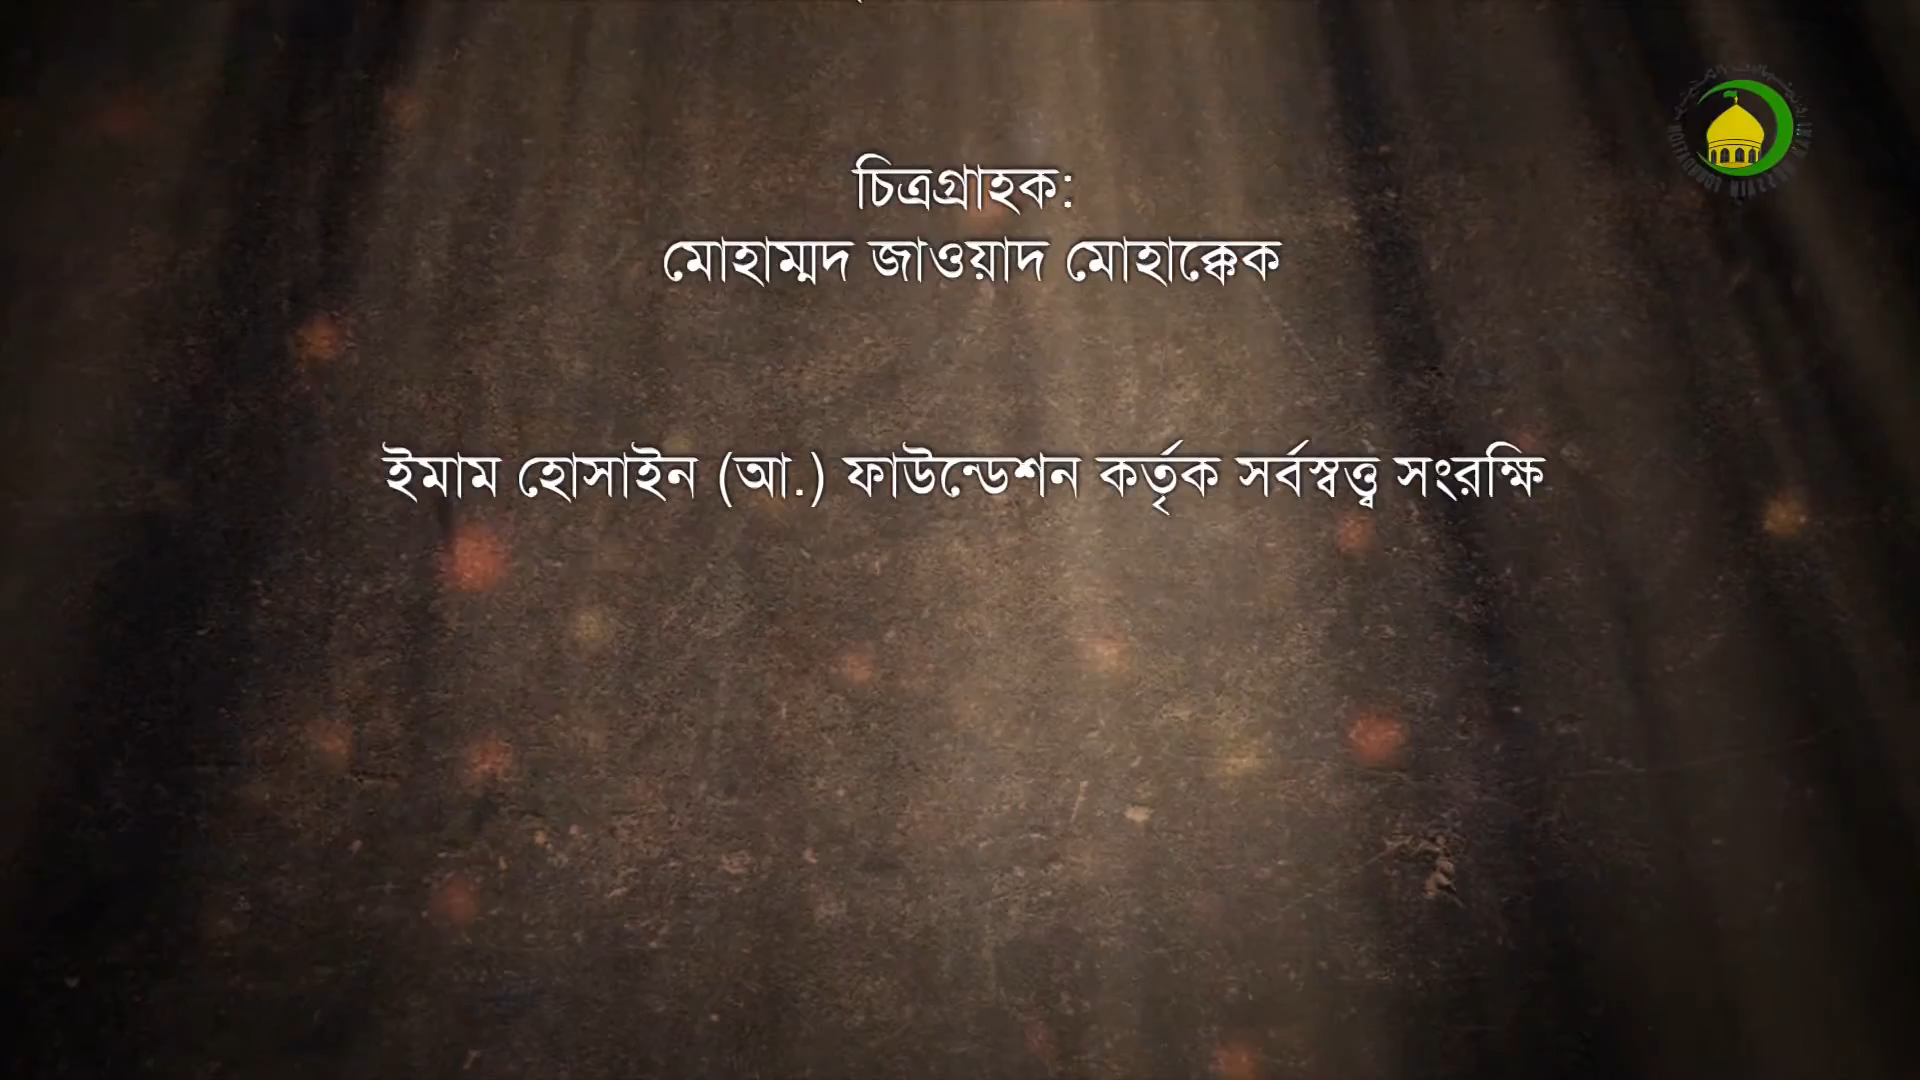 চিত্রগ্রাহক:
মোহাম্মদ জাওয়াদ মোহাক্কেক
ইমাম হোসাইন (আ.) ফাউন্ডেশন কর্তৃক সর্বস্বত্ত্ব সংরক্ষি